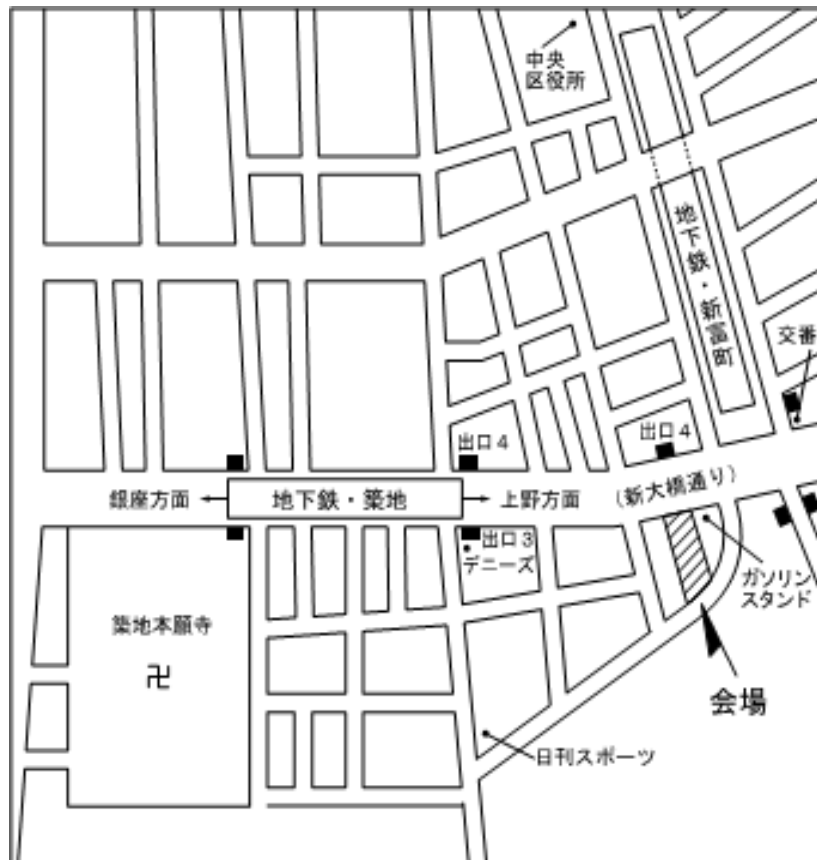 中央
区役所
地下鉄・新富町
交番
出口4
出口4
銀座方面
地下鉄・築地
上野方面
(新大橋通り)
出口3
デニーズ
ガソリン
スタンド
築地本願寺
卍
会場
日刊スポーツ